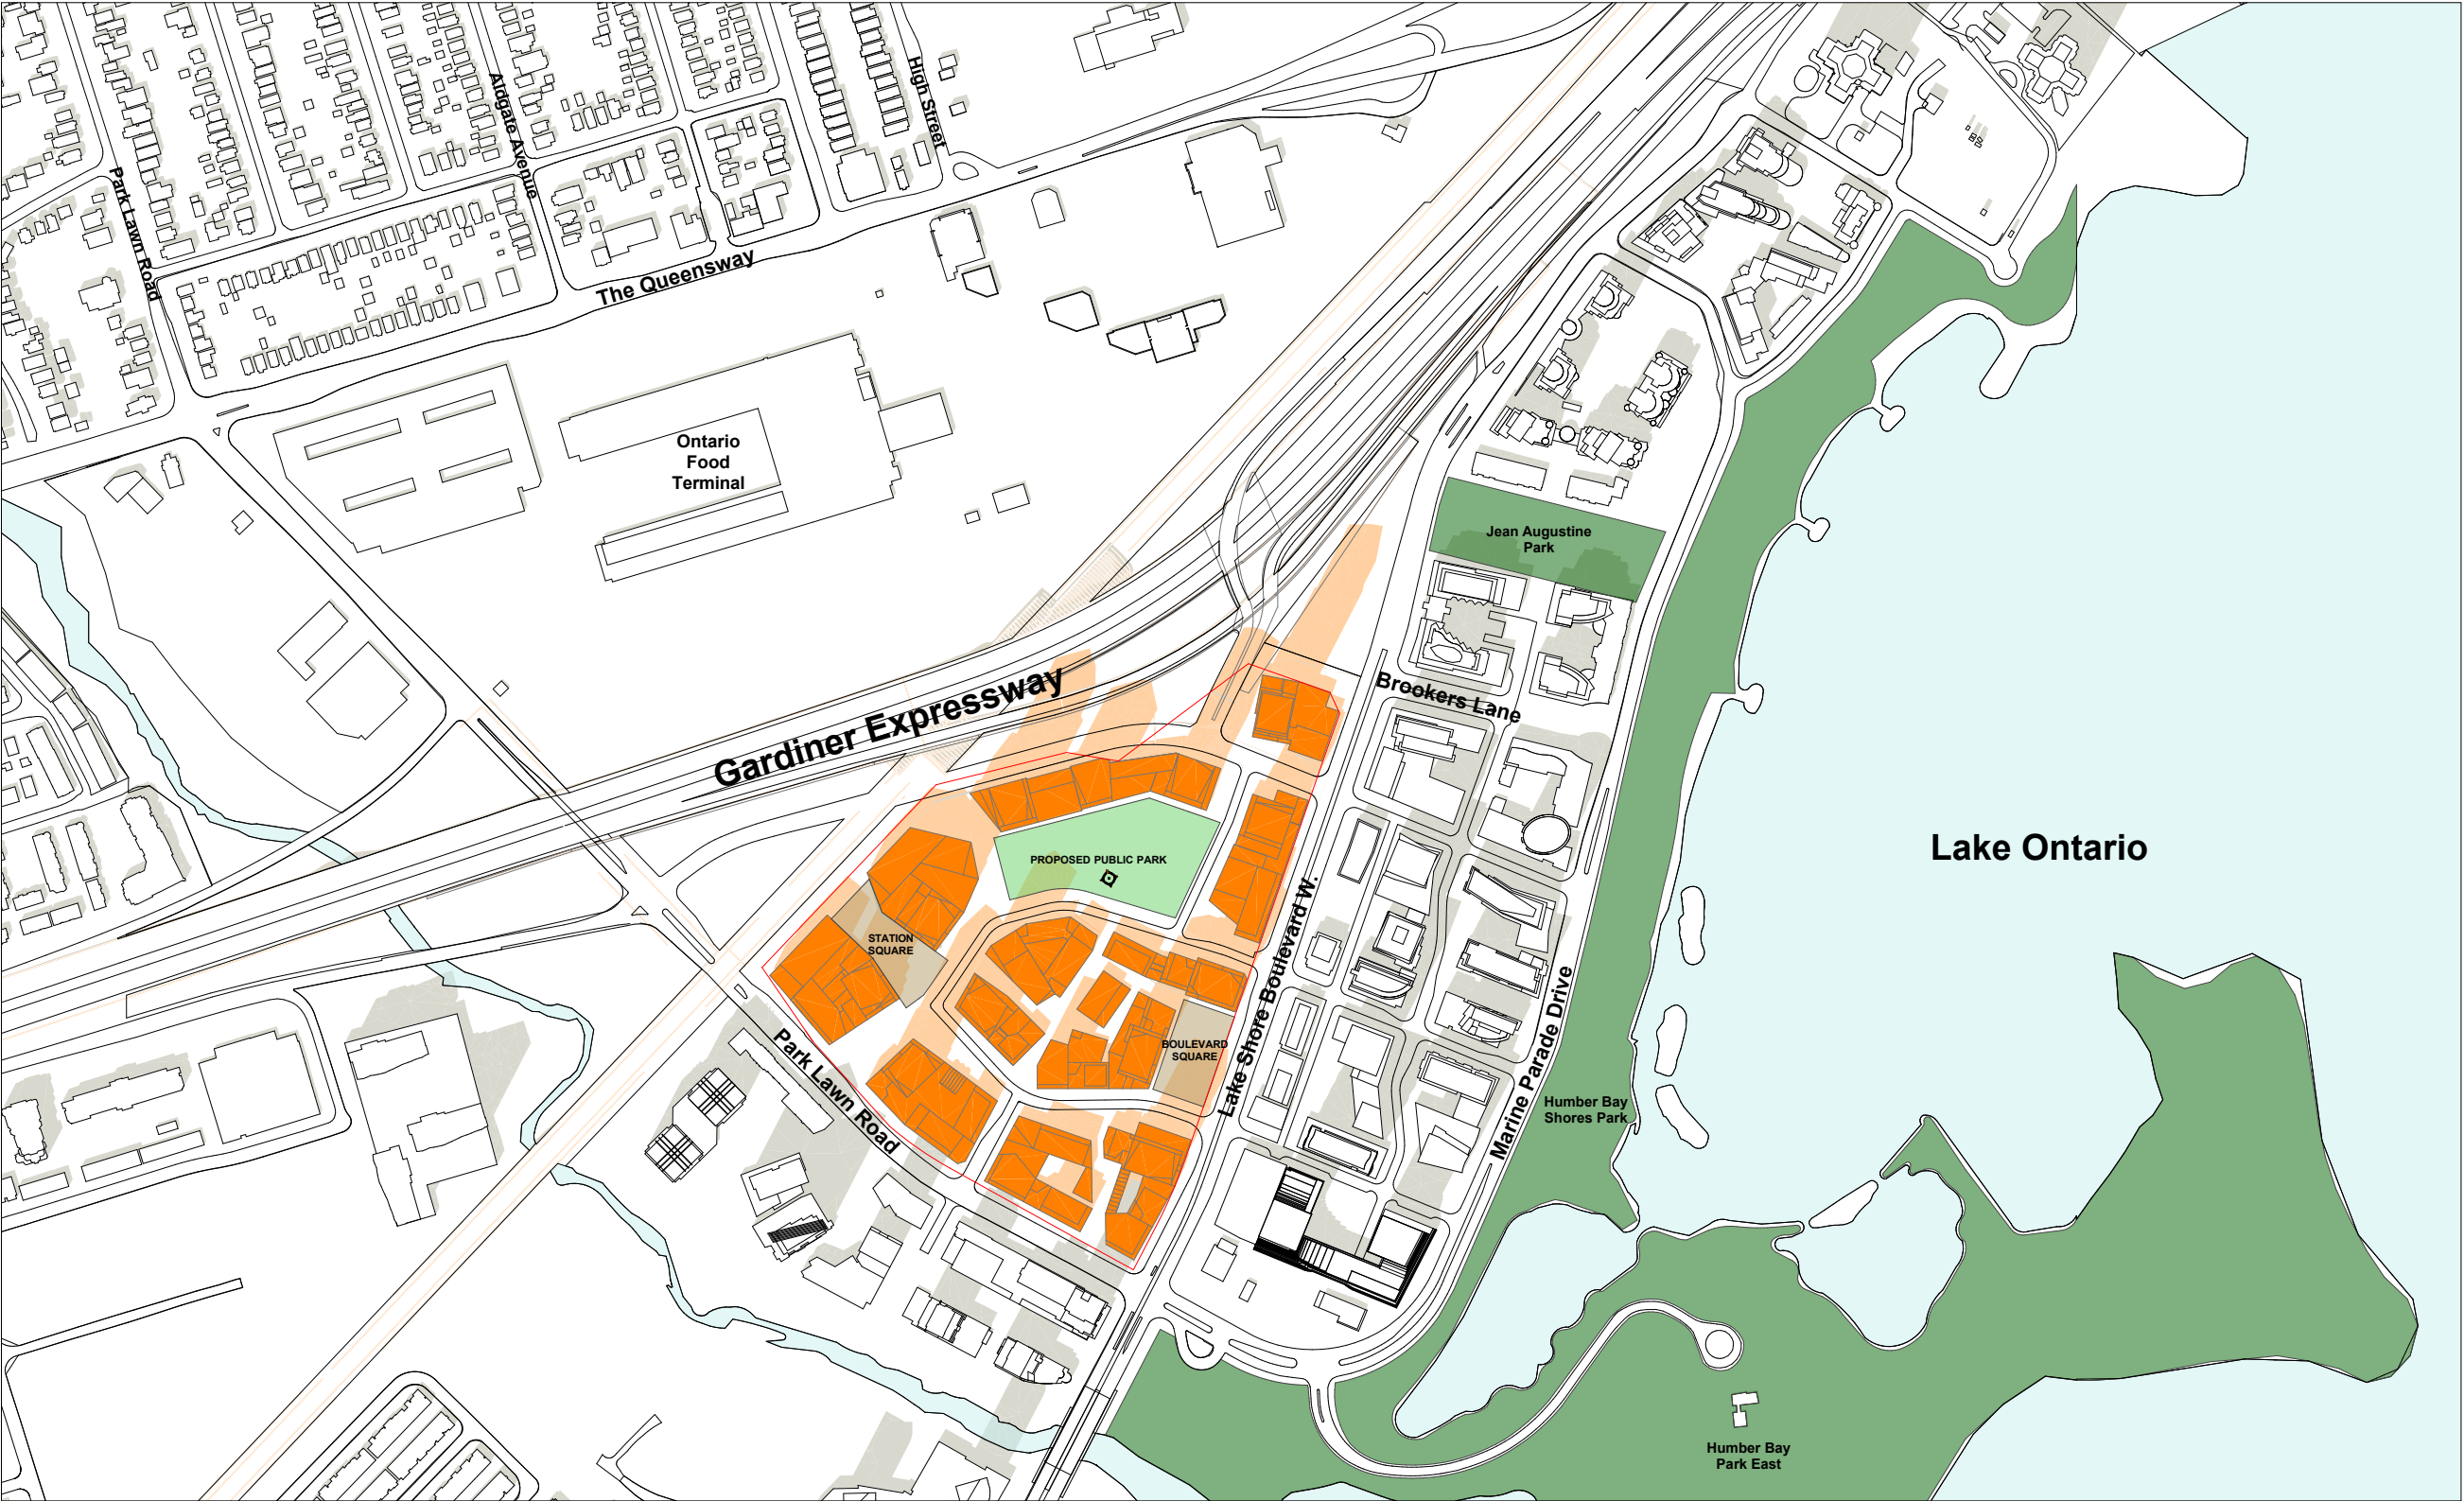 High Street
Aldgate Avenue
Park Lawn Road
The Queensway
Ontario
Food
Terminal
Jean Augustine
Park
Brookers Lane
Gardiner Expressway
PROPOSED PUBLIC PARK
Lake Ontario
STATION
SQUARE
Lake Shore Boulevard W.
BOULEVARD
SQUARE
Park Lawn Road
Marine Parade Drive
Humber Bay
Shores Park
Humber Bay
Park East